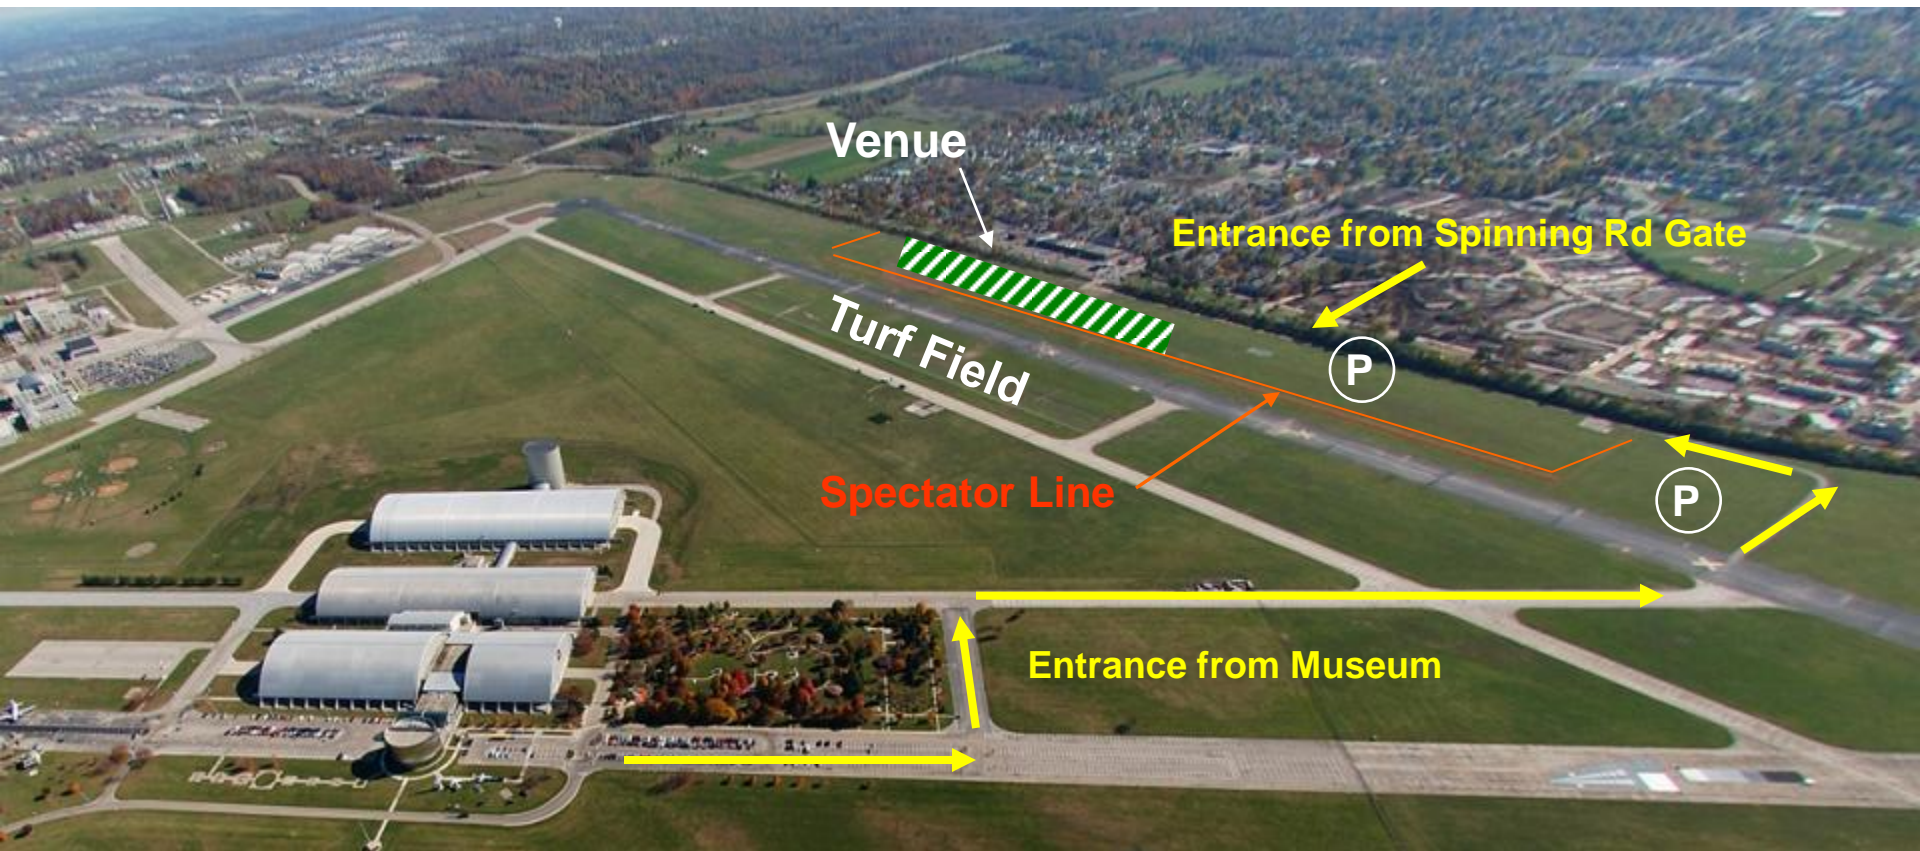 Venue
Entrance from Spinning Rd Gate
Turf Field
P
Spectator Line
P
Entrance from Museum